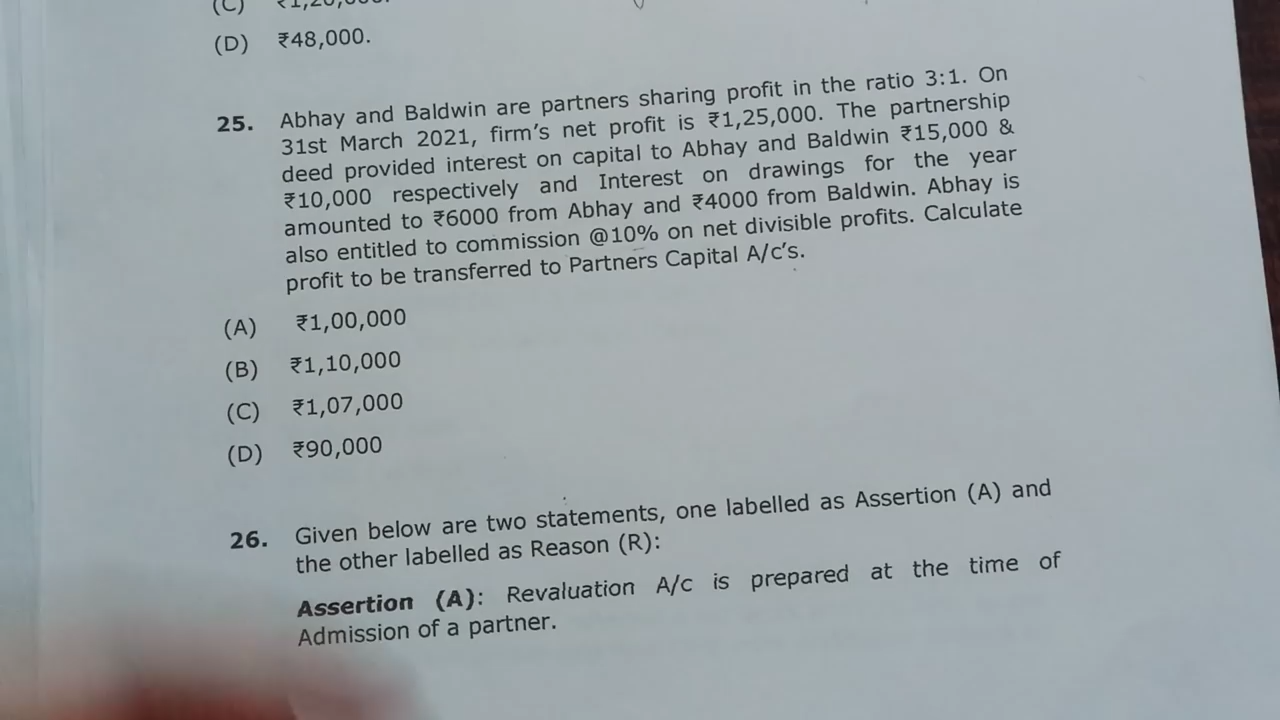 (C) ₹1,20,000.
(D) ₹48,000.
25. Abhay and Baldwin are partners sharing profit in the ratio 3:1. On
31st March 2021, firm's net profit is ₹1,25,000. The partnership
deed provided interest on capital to Abhay and Baldwin ₹15,000 &
₹10,000 respectively and Interest on drawings for the year
amounted to ₹6000 from Abhay and ₹4000 from Baldwin. Abhay is
also entitled to commission @10% on net divisible profits. Calculate
profit to be transferred to Partners Capital A/c's.
(A) ₹1,00,000
(B) ₹1,10,000
(C) ₹1,07,000
(D) ₹90,000
26. Given below are two statements, one labelled as Assertion (A) and
the other labelled as Reason (R):
Assertion (A): Revaluation A/c is prepared at the time of
Admission of a partner.